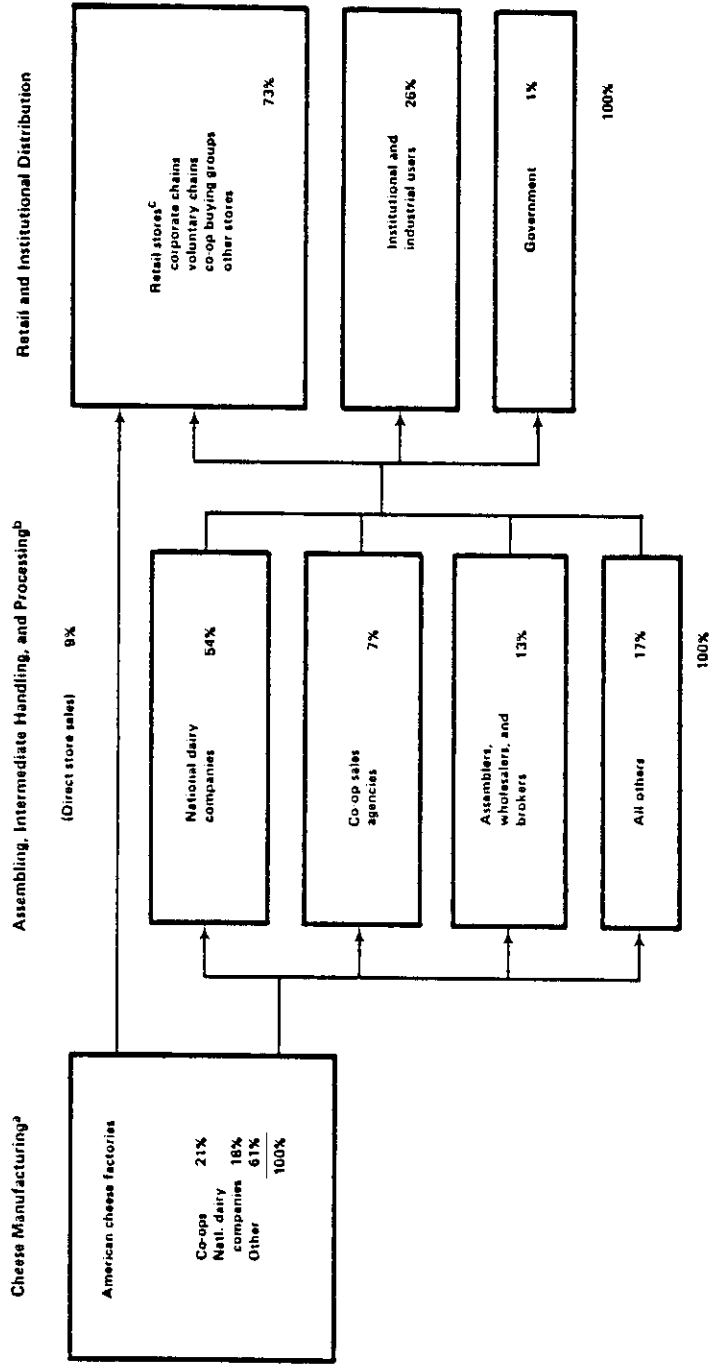 Cheese Manufacturingᵃ
American cheese factories
Co-ops 21%
Natl. dairy
companies 18%
Other 61%
100%
Assembling, Intermediate Handling, and Processingᵇ
(Direct store sales) 9%
National dairy
companies 54%
Co-op sales
agencies 7%
Assemblers,
wholesalers, and
brokers 13%
All others 17%
100%
Retail and Institutional Distribution
Retail storesᶜ
corporate chains
voluntary chains
co-op buying groups
other stores
73%
Institutional and
industrial users 26%
Government 1%
100%